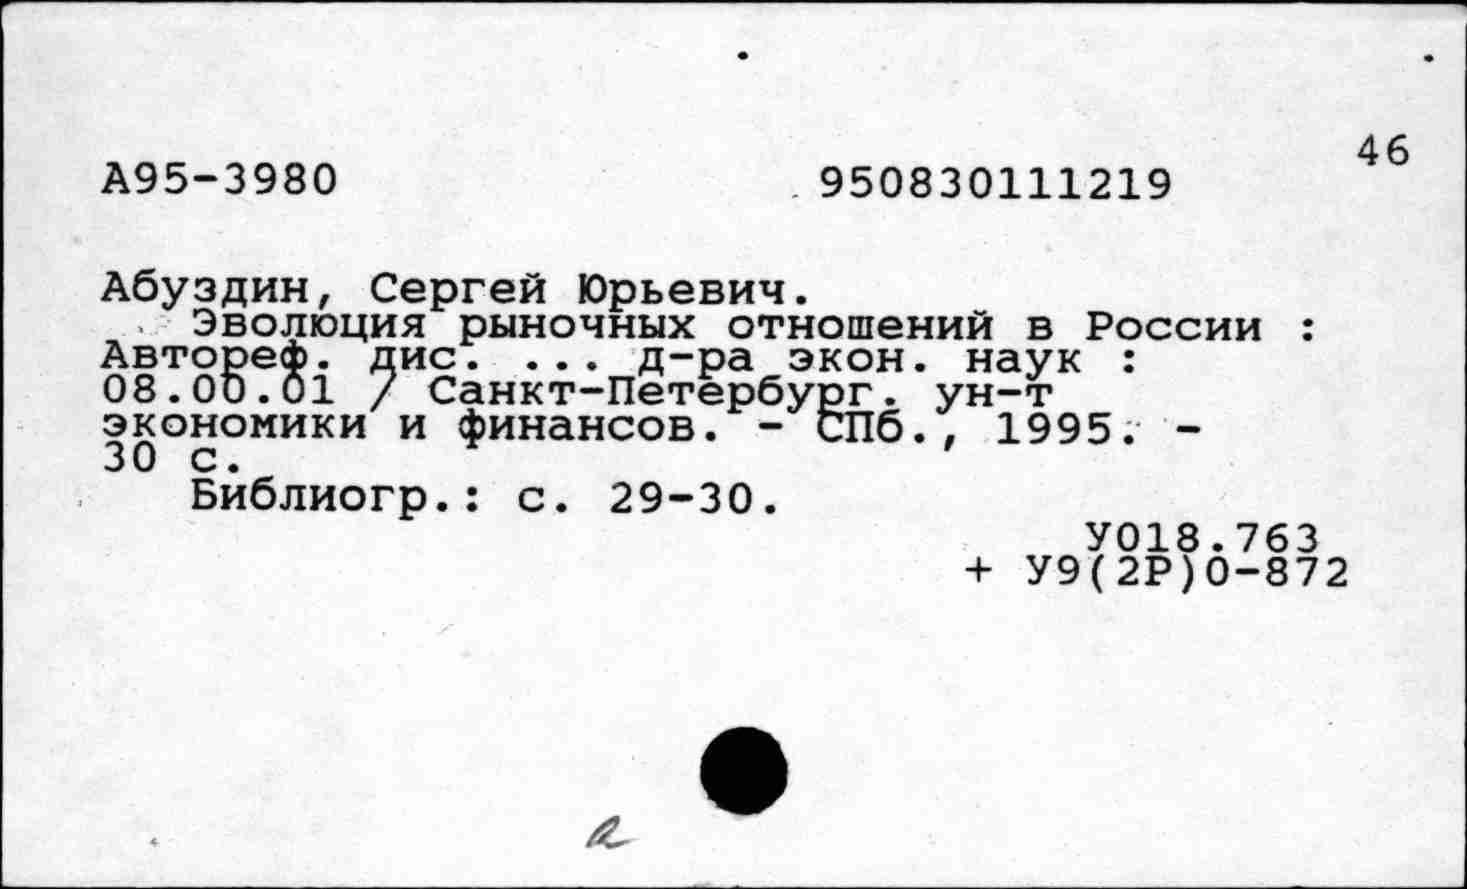 46
А95-3980 950830111219
Абуздин, Сергей Юрьевич.
Эволюция рыночных отношений в России :
Автореф. дис. ... д-ра экон. наук :
08.00.01 / Санкт-Петербург. ун-т
экономики и финансов. - СПб., 1995. -
30 с.
Библиогр.: с. 29-30.
У018.763
+ У9(2Р)0-872
а